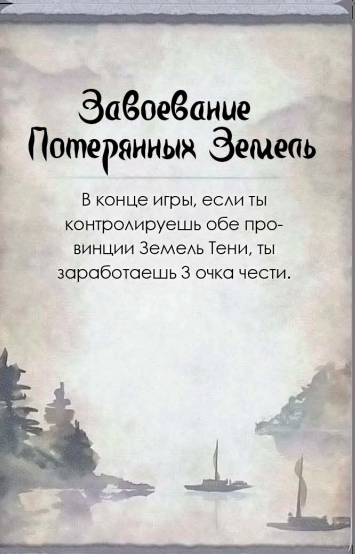 Завоевание
Потерянных Земель
В конце игры, если ты
контролируешь обе про-
винции Земель Тени, ты
заработаешь 3 очка чести.